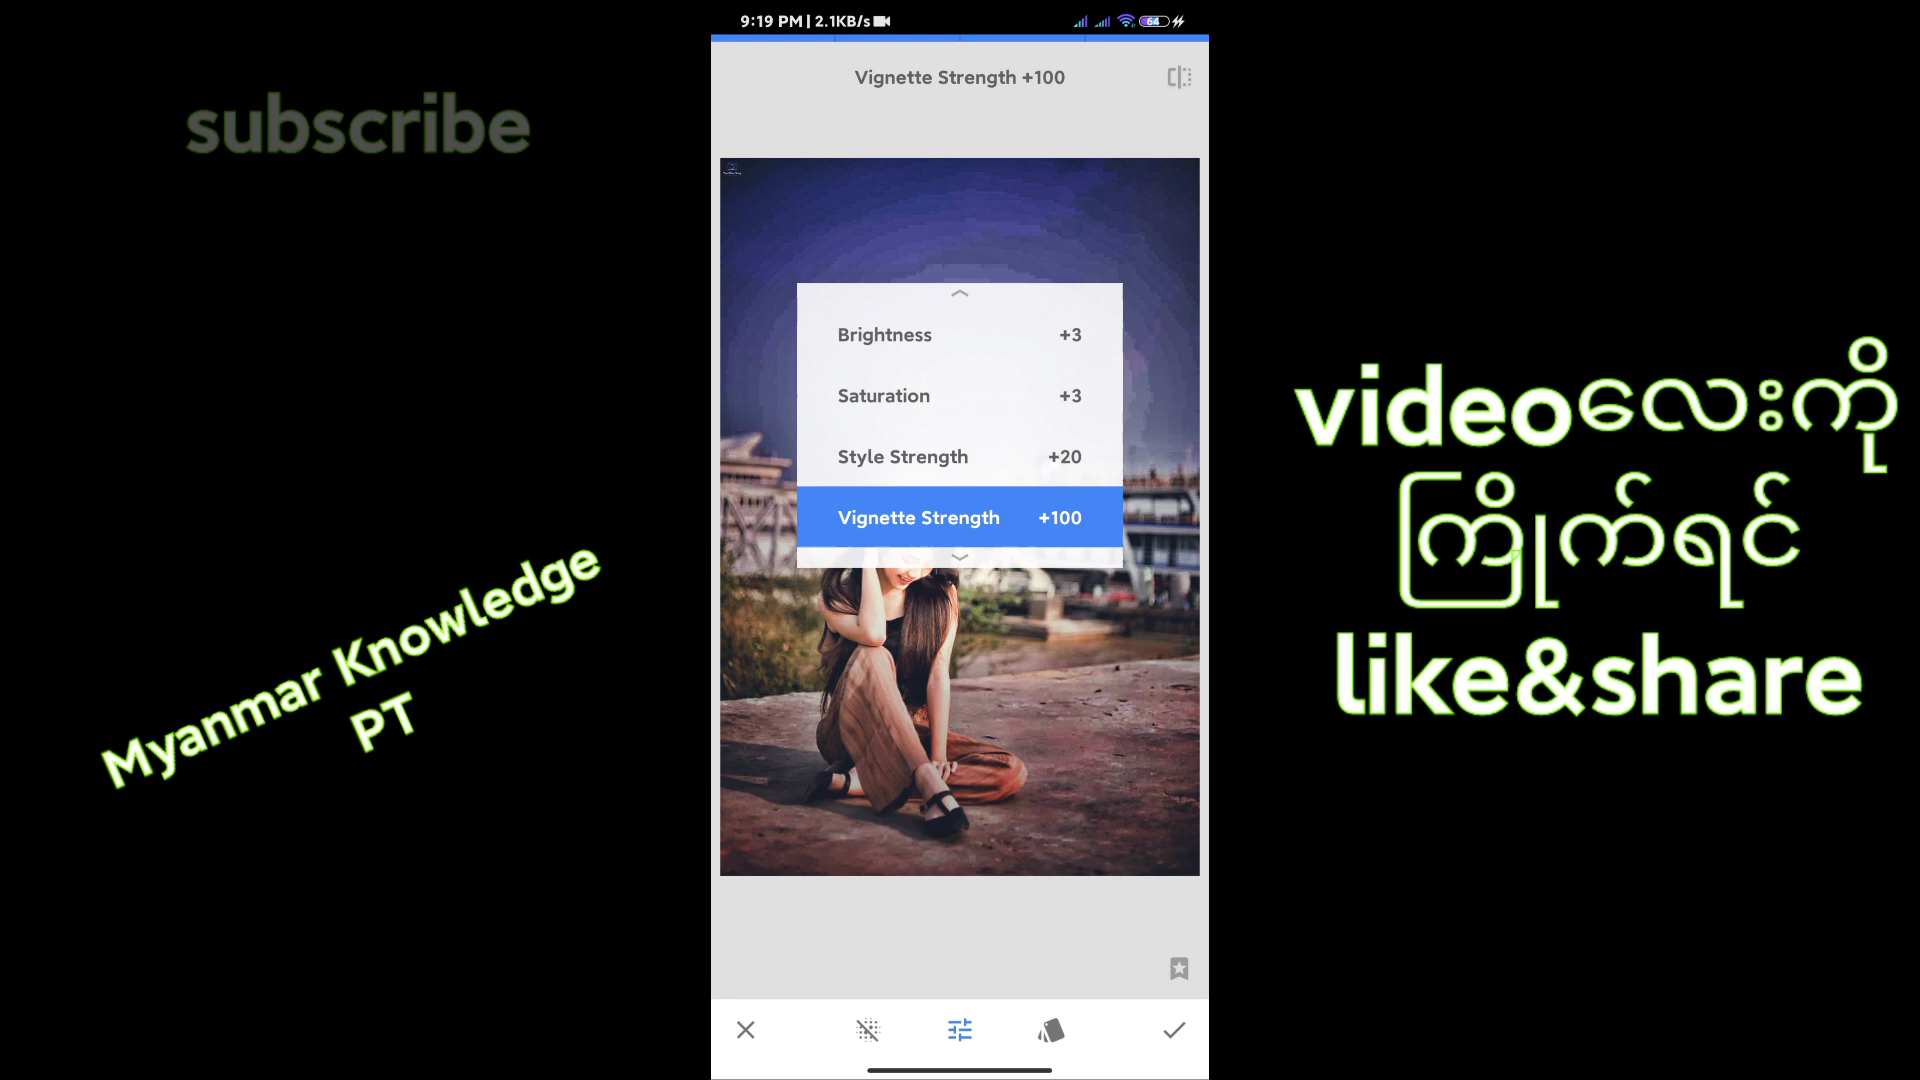 9:19 PM | 2.1KB/s
64
Vignette Strength +100
subscribe
Brightness +3
Saturation +3
Style Strength +20
Vignette Strength +100
Myanmar Knowledge
PT
videoလေးကို
ကြိုက်ရင်
like&share